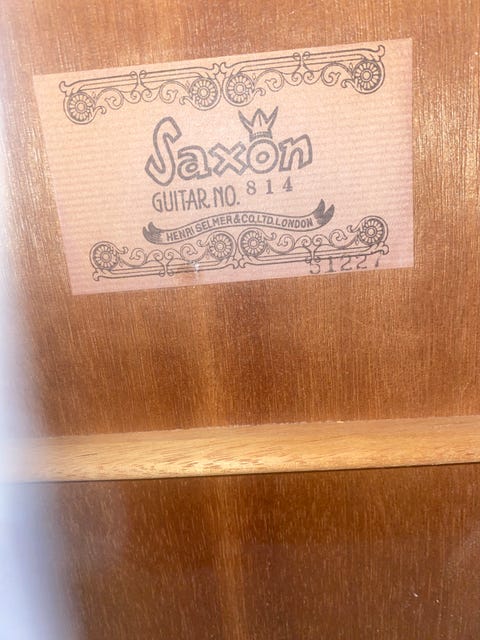 Saxon
GUITAR NO. 814
HENRI SELMER & CO. LTD. LONDON
51227